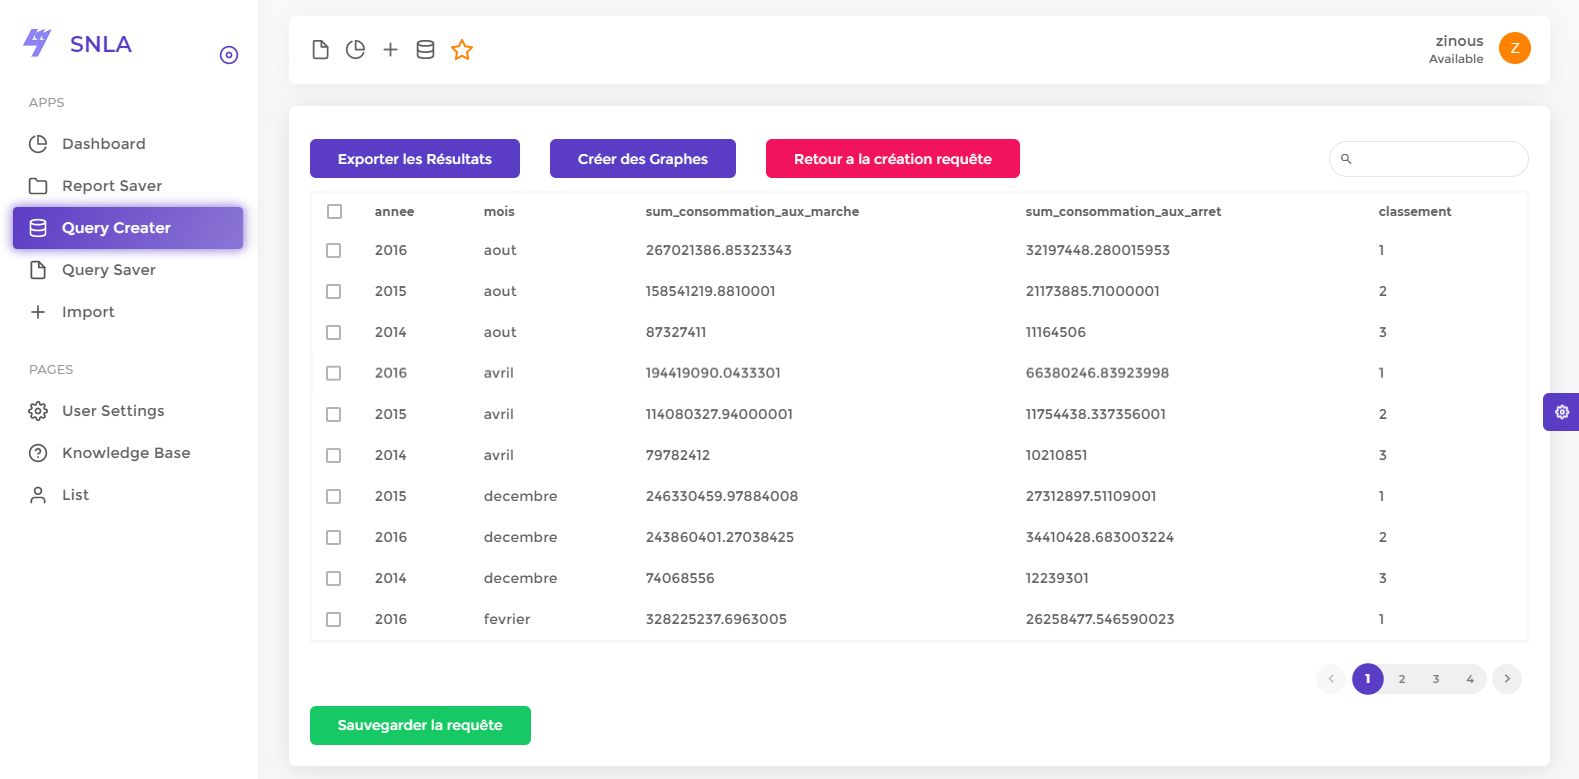 SNLA
APPS
Dashboard
Report Saver
Query Creater
Query Saver
Import
PAGES
User Settings
Knowledge Base
List
zinous
Available
Z
Exporter les Résultats
Créer des Graphes
Retour a la création requête
annee mois sum_consommation_aux_marche sum_consommation_aux_arret classement
2016 aout 267021386.85323343 32197448.280015953 1
2015 aout 158541219.8810001 21173885.71000001 2
2014 aout 87327411 11164506 3
2016 avril 194419090.0433301 66380246.83923998 1
2015 avril 114080327.94000001 11754438.337356001 2
2014 avril 79782412 10210851 3
2015 decembre 246330459.97884008 27312897.51109001 1
2016 decembre 243860401.27038425 34410428.683003224 2
2014 decembre 74068556 12239301 3
2016 fevrier 328225237.6963005 26258477.546590023 1
1 2 3 4
Sauvegarder la requête